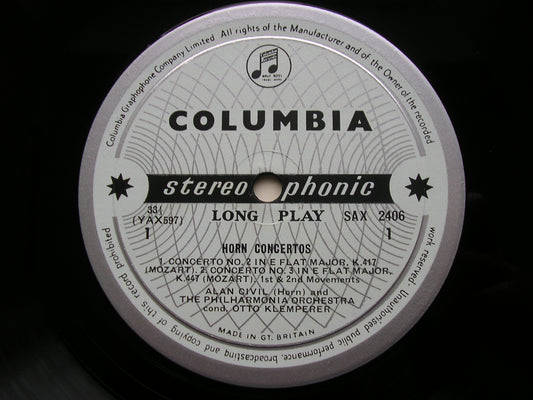 Columbia Graphophone Company Limited. All rights of the Manufacturer and of the Owner of the recorded
work reserved. Unauthorised public performance, broadcasting and copying of this record prohibited
COLUMBIA
stereophonic
33⅓ LONG PLAY SAX 2406
(YAX597)
1 1
HORN CONCERTOS
1. CONCERTO NO. 2 IN E FLAT MAJOR, K.417
(MOZART). 2. CONCERTO NO. 3 IN E FLAT MAJOR,
K.447 (MOZART). 1st & 2nd Movements
ALAN CIVIL (Horn) and
THE PHILHARMONIA ORCHESTRA
cond. OTTO KLEMPERER
MADE IN GT. BRITAIN